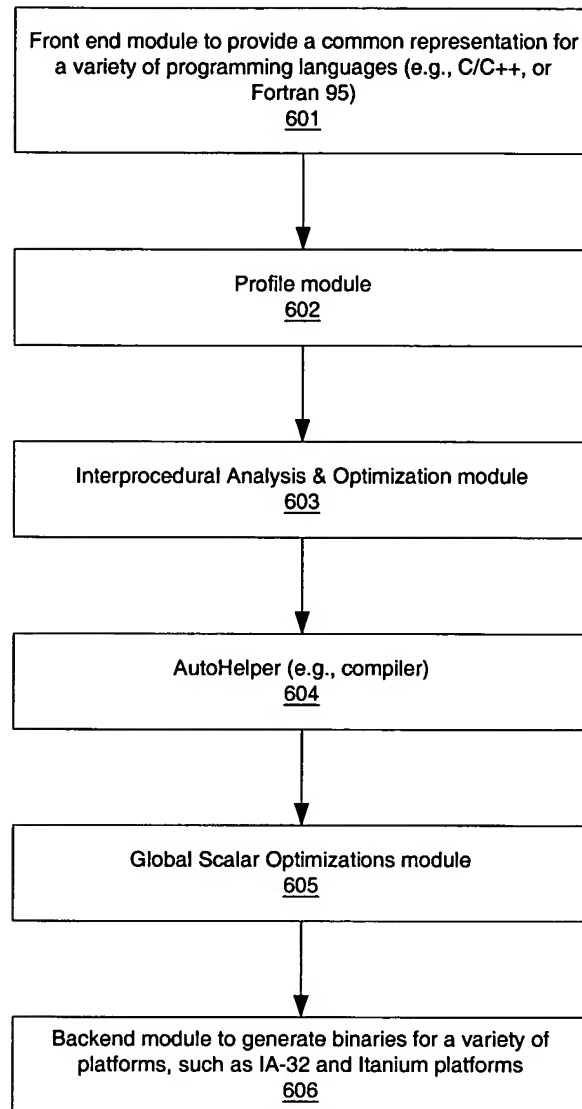 Front end module to provide a common representation for
a variety of programming languages (e.g., C/C++, or
Fortran 95)
601
Profile module
602
Interprocedural Analysis & Optimization module
603
AutoHelper (e.g., compiler)
604
Global Scalar Optimizations module
605
Backend module to generate binaries for a variety of
platforms, such as IA-32 and Itanium platforms
606